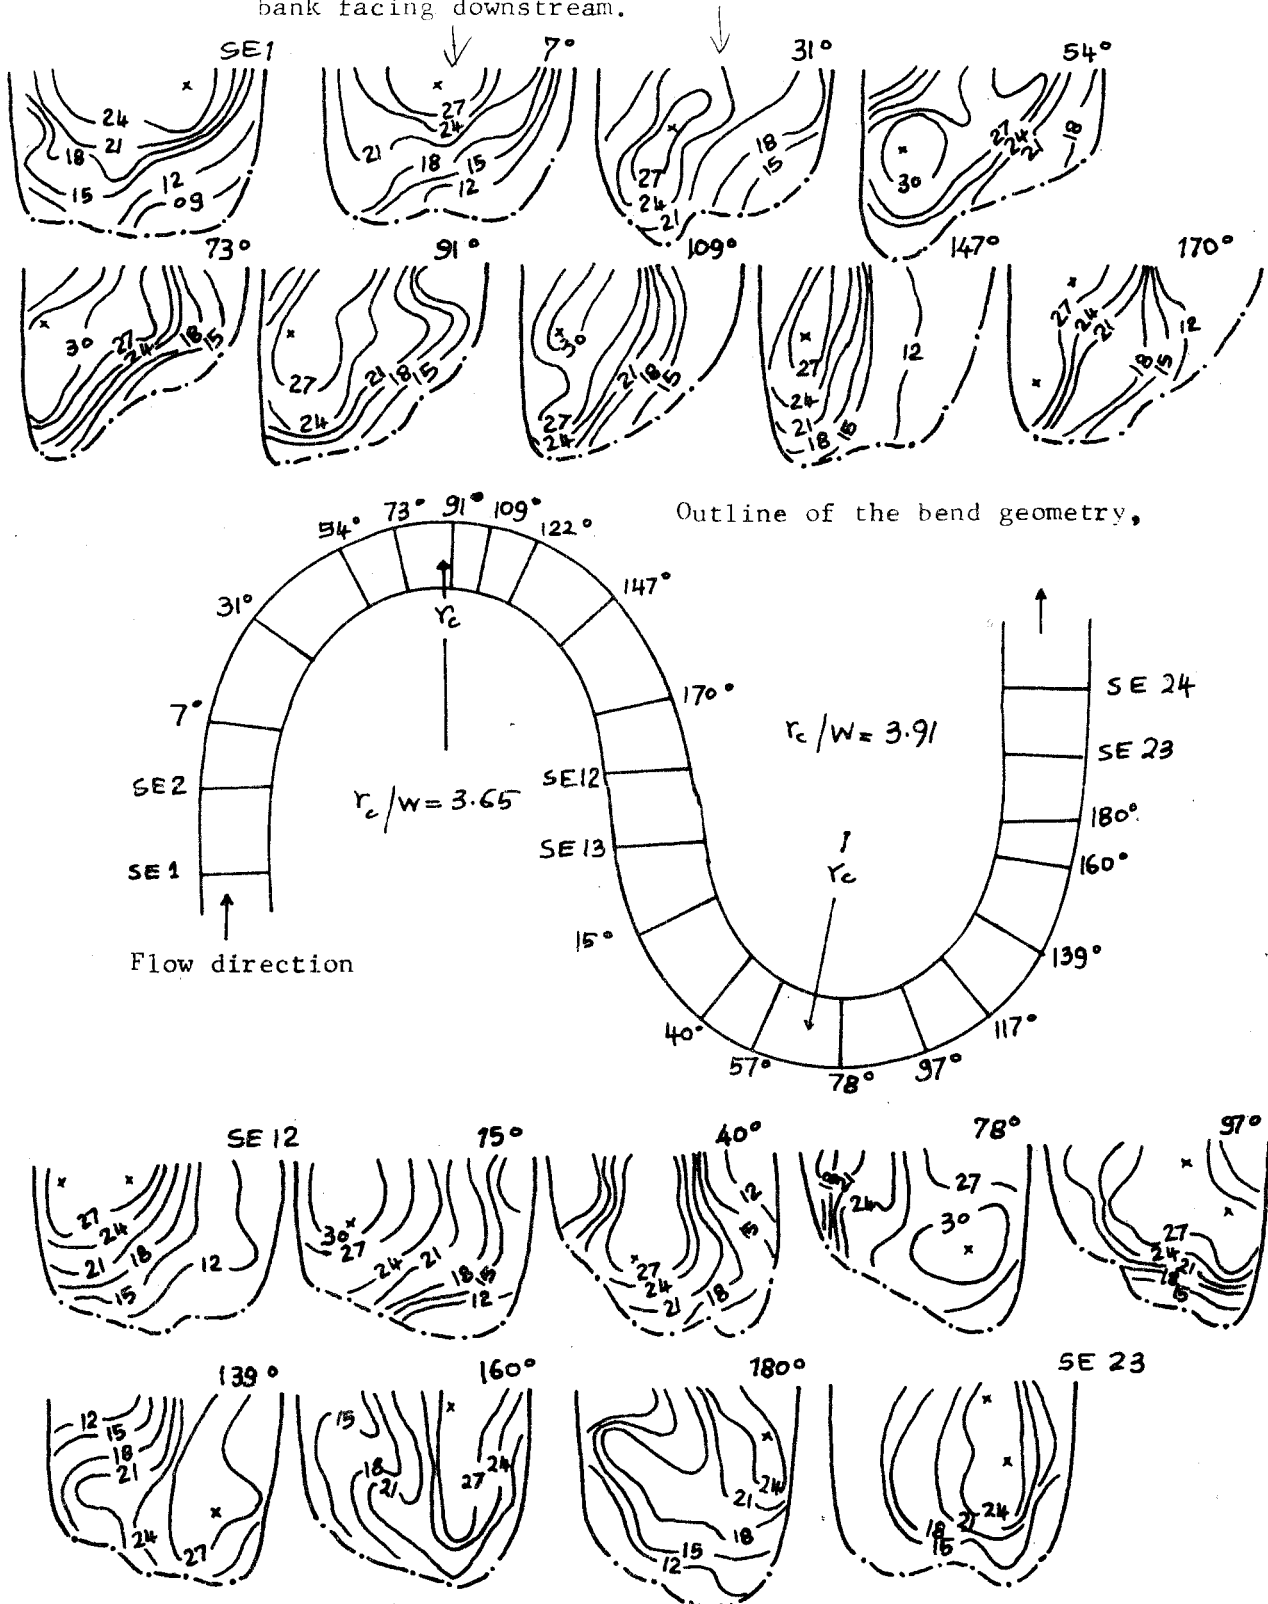 bank facing downstream.
SE1 7° 31° 54°
24 21 18 15 12 09
27 24 21 18 15 12
18 15 27 24 21
27 24 21 18 30
73° 91° 109° 147° 170°
30 27 24 18 15
27 24 21 18 15
30 21 18 15 27 24
12 27 24 21 18 15
27 24 21 12 18 15
Outline of the bend geometry,
54° 73° 91° 109° 122°
31° 147°
rc
7° 170° SE 24
rc/w = 3.91
SE2 SE12 SE 23
rc/w = 3.65
SE 1 SE 13 180°
160°
rc
15° 139°
Flow direction
40° 117°
57° 97°
78°
SE 12 15° 40° 78° 97°
27 24 21 18 15 12
30 27 24 21 18 15 12
12 15 27 24 21 18
24 27 30
27 24 21 18 15
139° 160° 180° SE 23
12 15 18 21 24 27
15 18 21 27 24
24 21 18 15 12
24 21 18 15